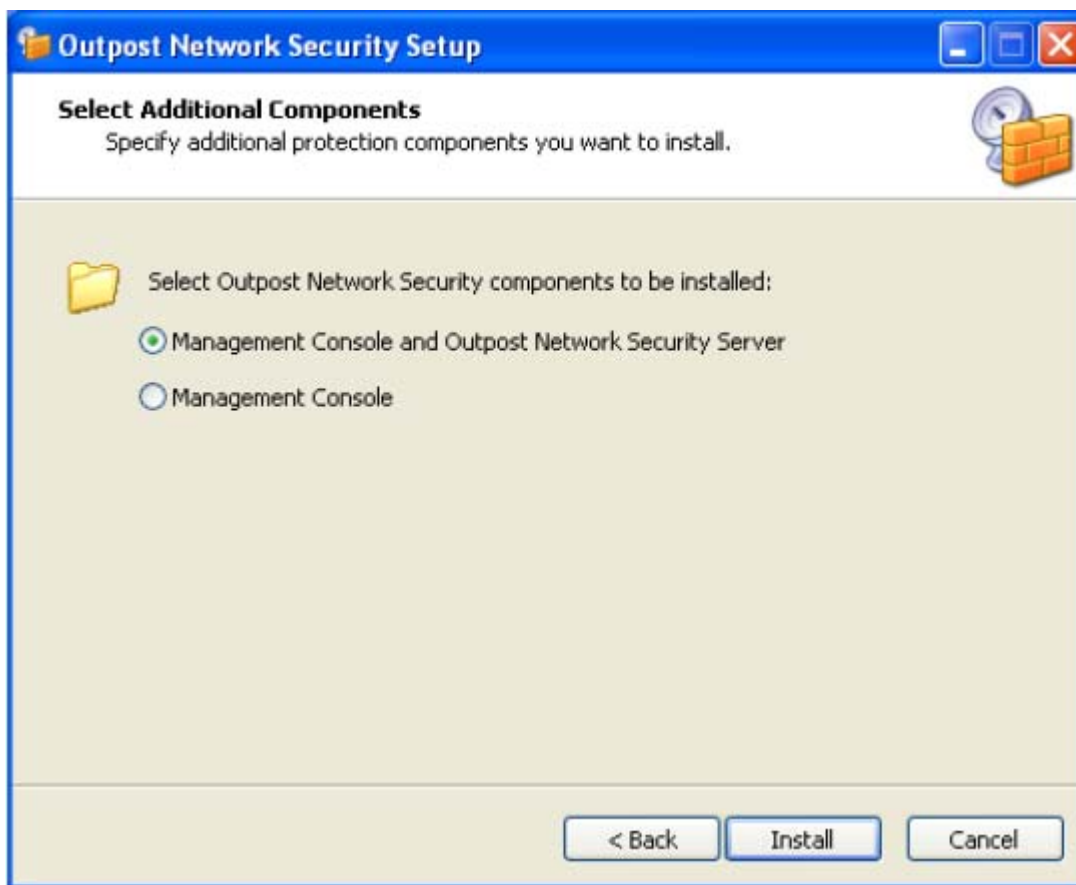 Outpost Network Security Setup
Select Additional Components
Specify additional protection components you want to install.
Select Outpost Network Security components to be installed:
Management Console and Outpost Network Security Server
Management Console
< Back
Install
Cancel